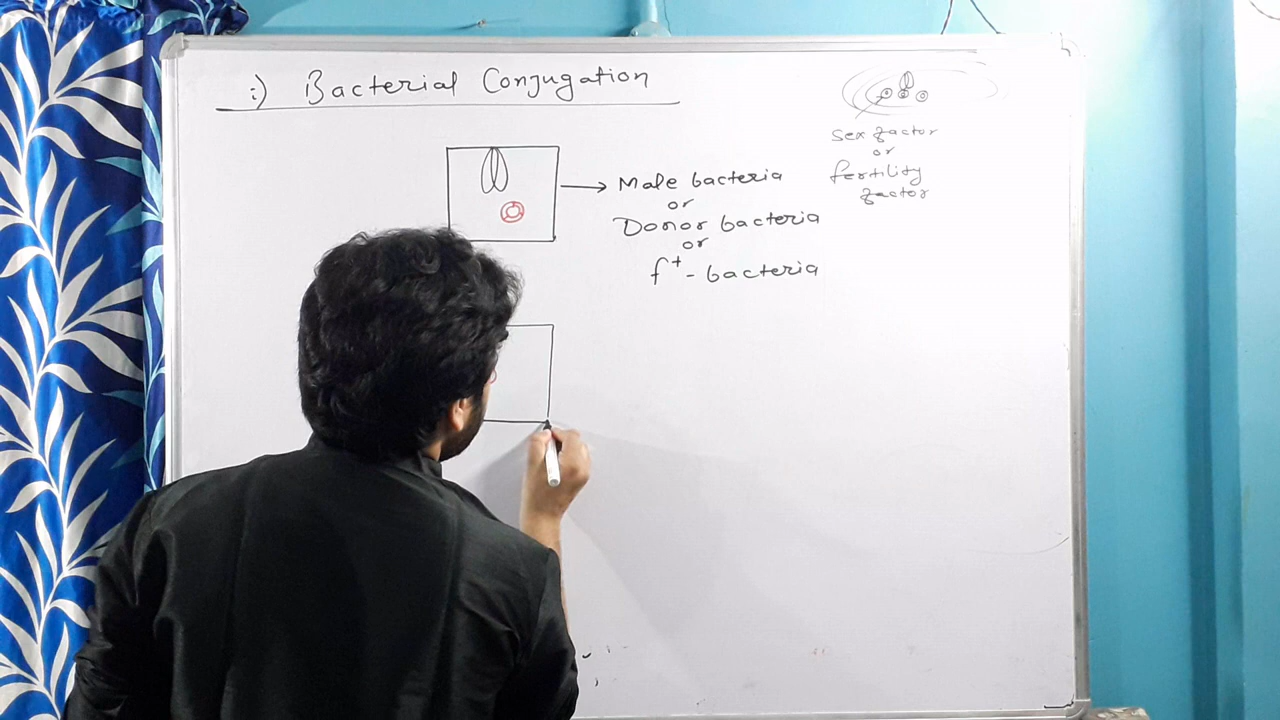 i) Bacterial Conjugation
Male bacteria
or
Donor bacteria
or
f⁺- bacteria
Sex factor
or
fertility
factor